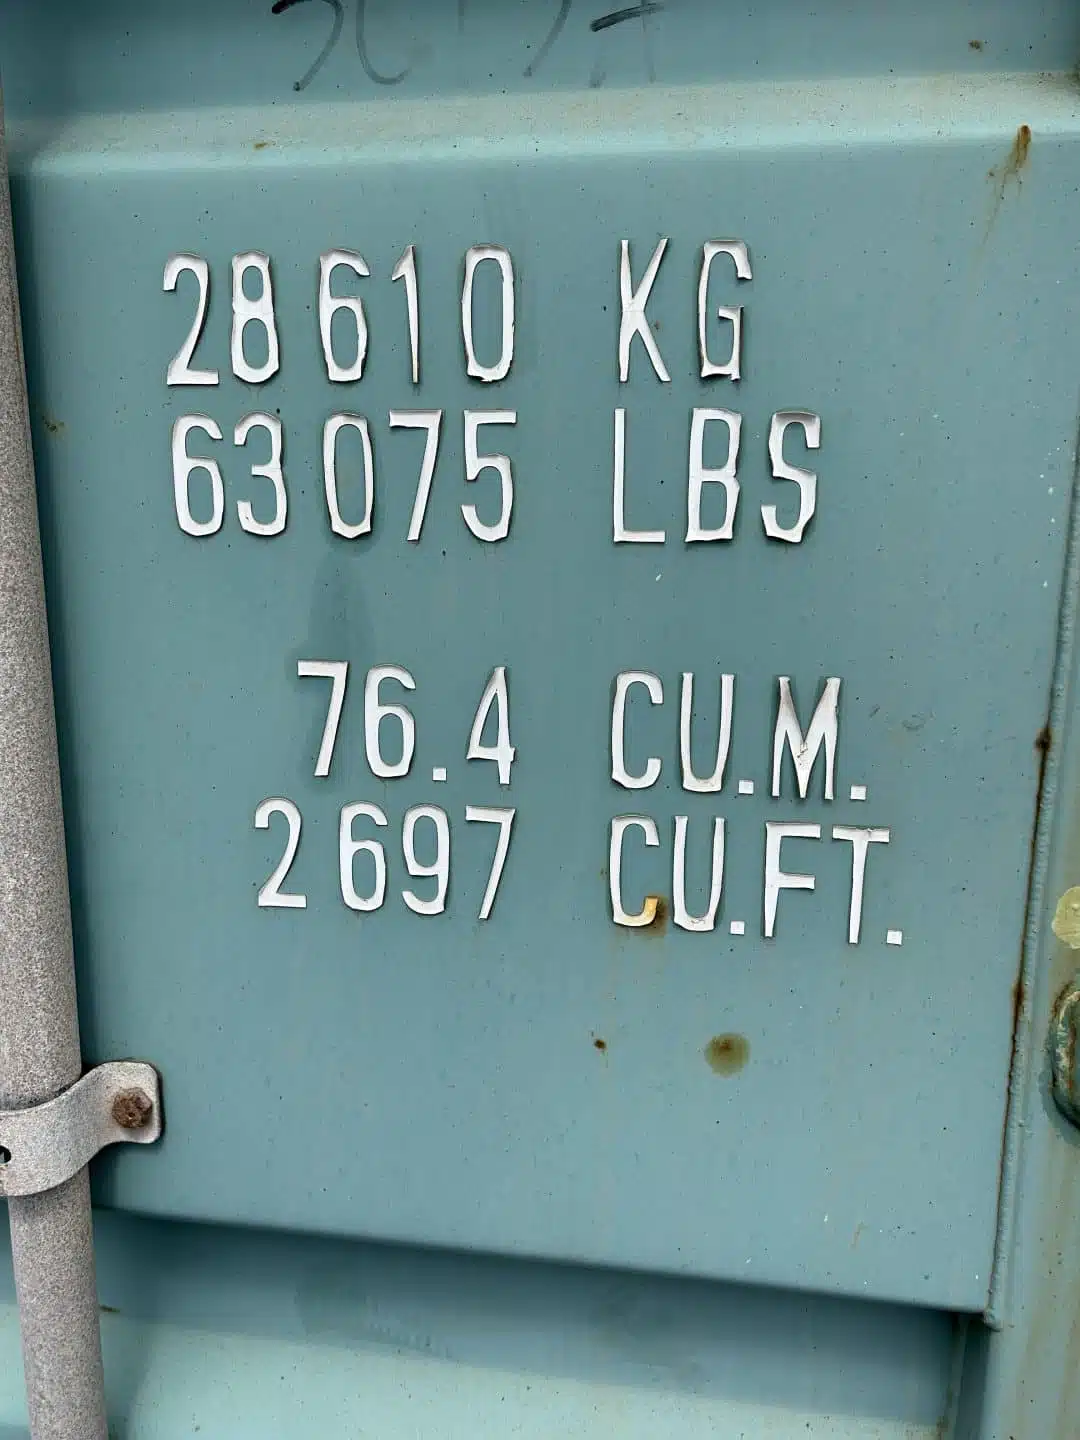 28610 KG
63075 LBS
76.4 CU.M.
2697 CU.FT.